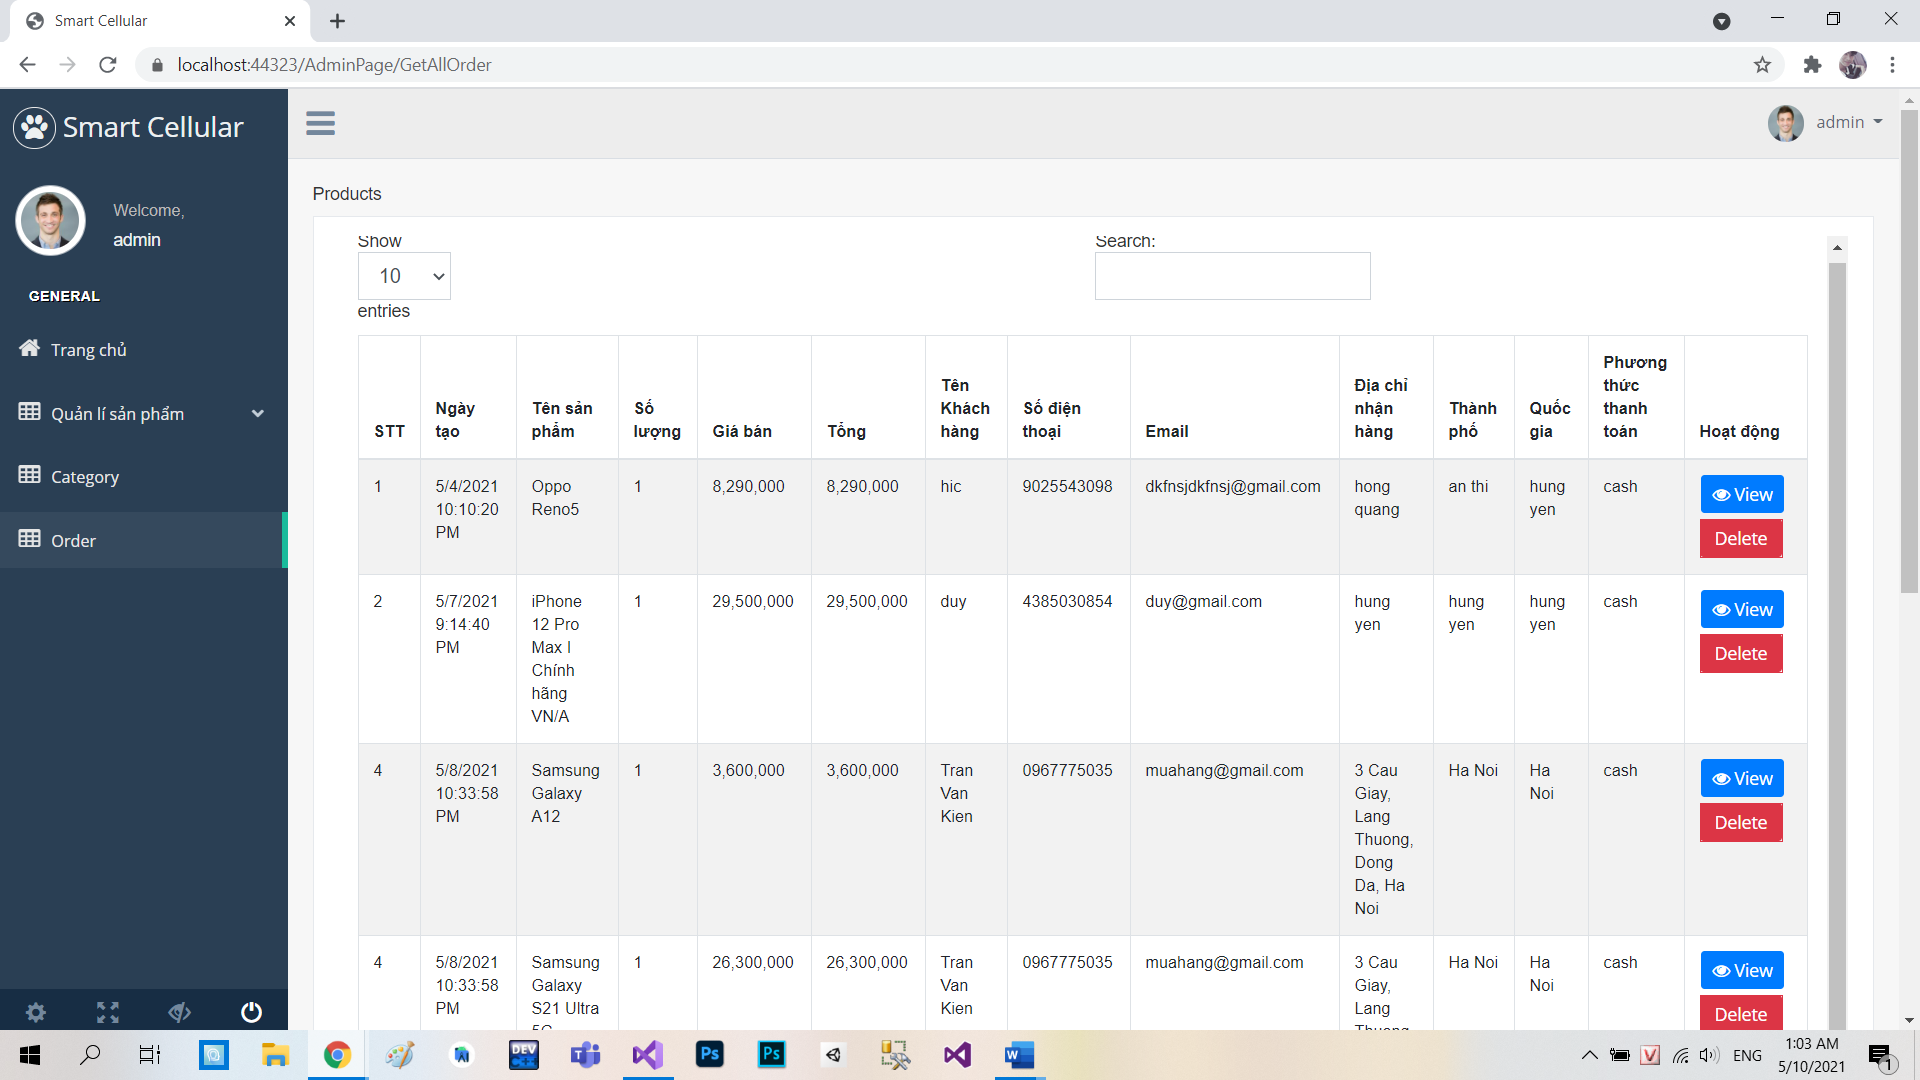 Smart Cellular
localhost:44323/AdminPage/GetAllOrder
Smart Cellular
admin
Welcome,
admin
GENERAL
Trang chủ
Quản lí sản phẩm
Category
Order
Products
Show
10
entries
Search:
STT
Ngày
tạo
Tên sản
phẩm
Số
lượng
Giá bán
Tổng
Tên
Khách
hàng
Số điện
thoại
Email
Địa chỉ
nhận
hàng
Thành
phố
Quốc
gia
Phương
thức
thanh
toán
Hoạt động
1
5/4/2021
10:10:20
PM
Oppo
Reno5
1
8,290,000
8,290,000
hic
9025543098
dkfnsjdkfnsj@gmail.com
hong
quang
an thi
hung
yen
cash
View
Delete
2
5/7/2021
9:14:40
PM
iPhone
12 Pro
Max I
Chính
hãng
VN/A
1
29,500,000
29,500,000
duy
4385030854
duy@gmail.com
hung
yen
hung
yen
hung
yen
cash
View
Delete
4
5/8/2021
10:33:58
PM
Samsung
Galaxy
A12
1
3,600,000
3,600,000
Tran
Van
Kien
0967775035
muahang@gmail.com
3 Cau
Giay,
Lang
Thuong,
Dong
Da, Ha
Noi
Ha Noi
Ha
Noi
cash
View
Delete
4
5/8/2021
10:33:58
PM
Samsung
Galaxy
S21 Ultra
5G
1
26,300,000
26,300,000
Tran
Van
Kien
0967775035
muahang@gmail.com
3 Cau
Giay,
Lang
Thuong,
Ha Noi
Ha
Noi
cash
View
Delete
DEV
C++
Ps
Ps
W
V
ENG
1:03 AM
5/10/2021
1